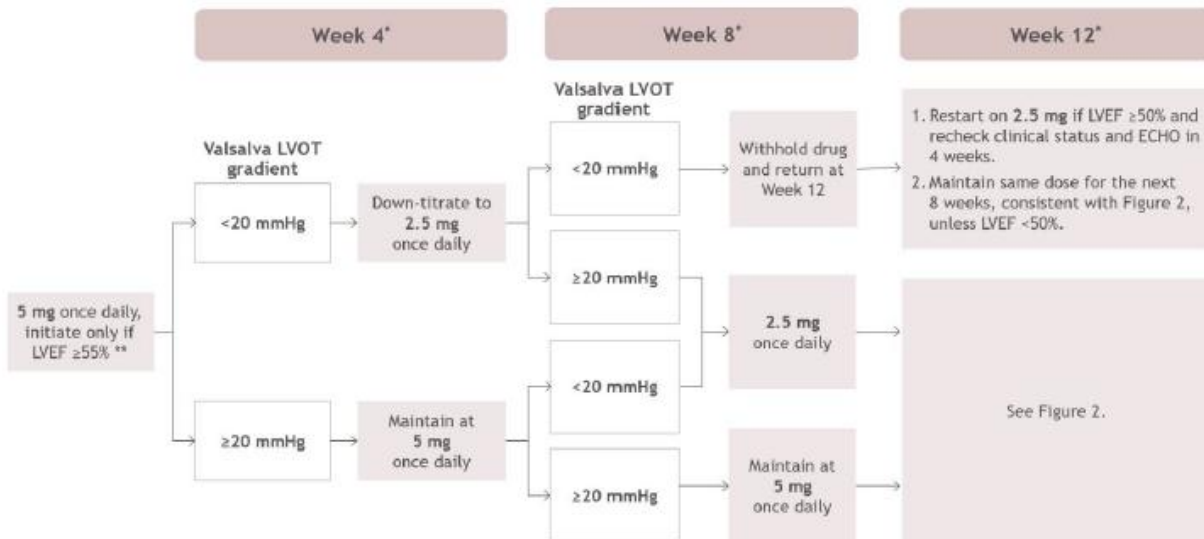 Week 4*
Week 8*
Week 12*
Valsalva LVOT
gradient
<20 mmHg
Down-titrate to
2.5 mg
once daily
Valsalva LVOT
gradient
<20 mmHg
Withhold drug
and return at
Week 12
1. Restart on 2.5 mg if LVEF ≥50% and
recheck clinical status and ECHO in
4 weeks.
2. Maintain same dose for the next
8 weeks, consistent with Figure 2,
unless LVEF <50%.
≥20 mmHg
5 mg once daily,
initiate only if
LVEF ≥55% **
2.5 mg
once daily
<20 mmHg
See Figure 2.
≥20 mmHg
Maintain at
5 mg
once daily
≥20 mmHg
Maintain at
5 mg
once daily